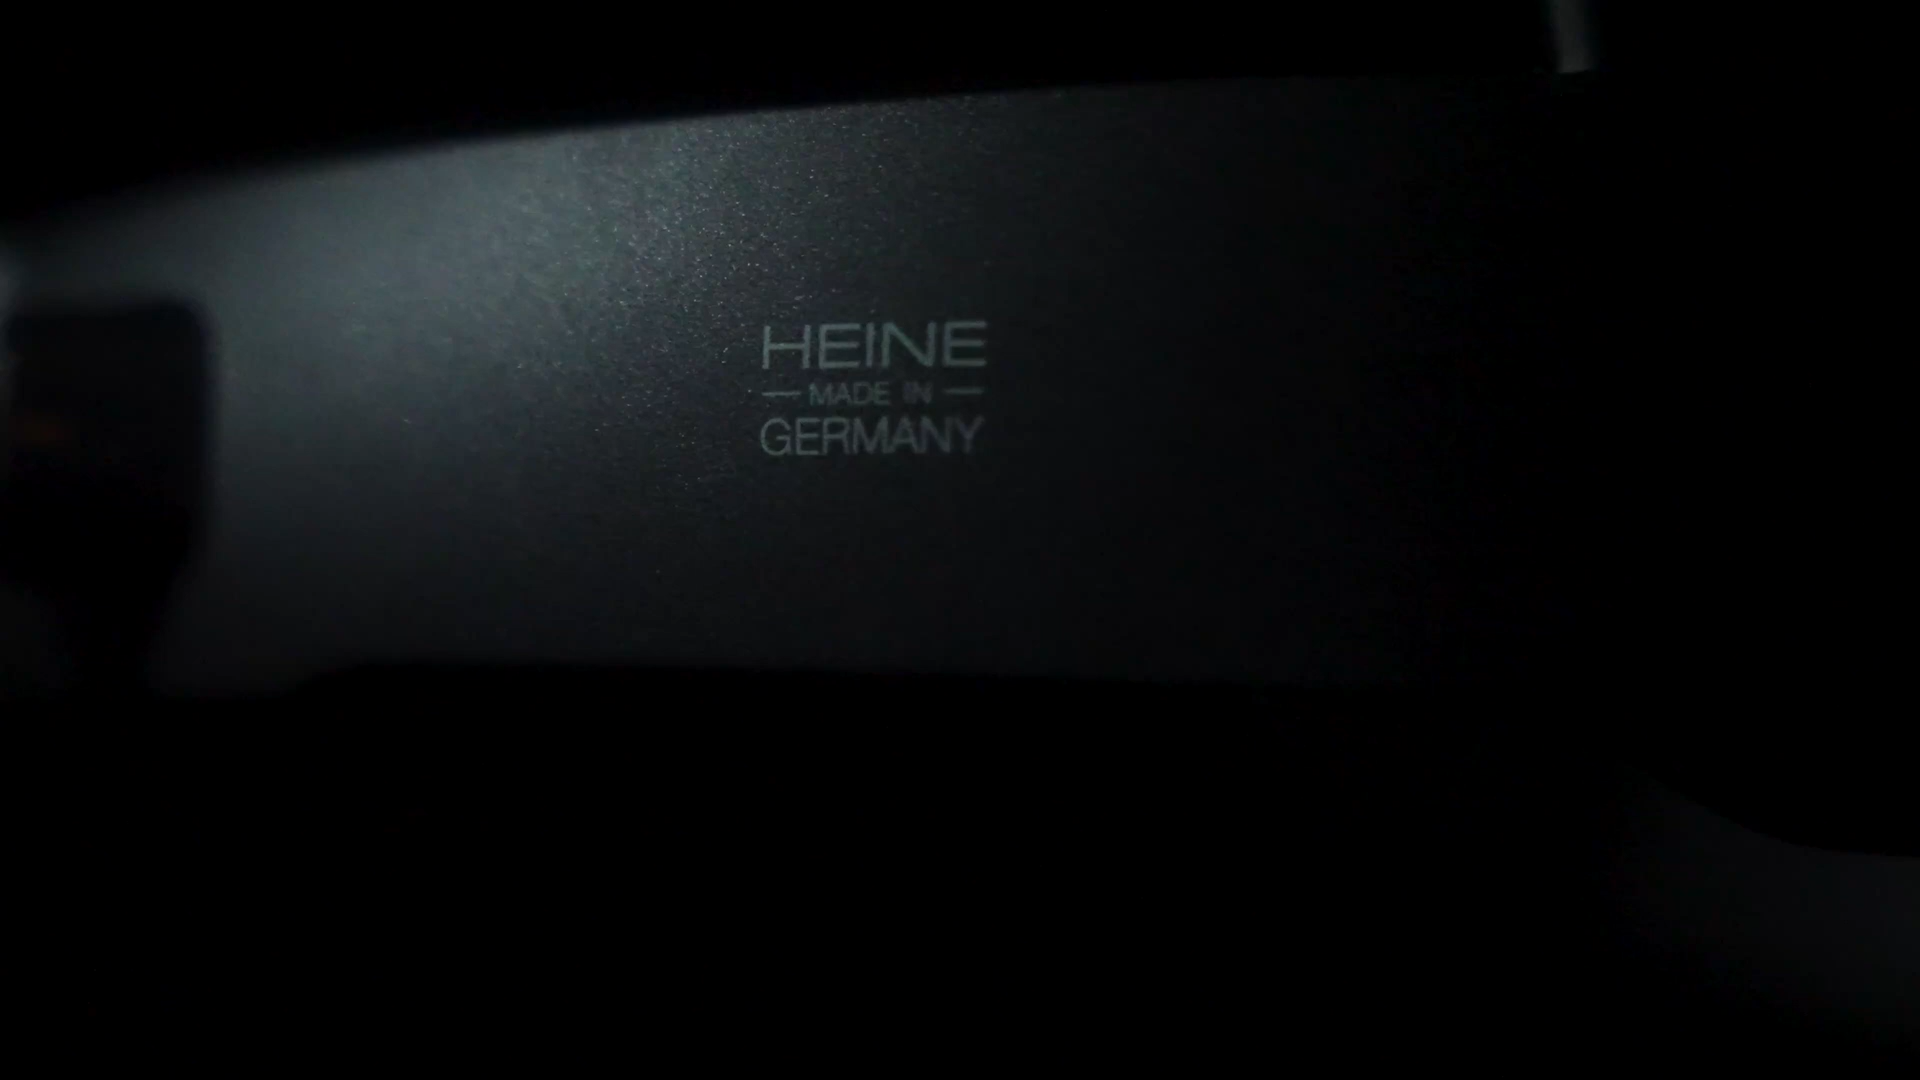 HEINE
— MADE IN —
GERMANY